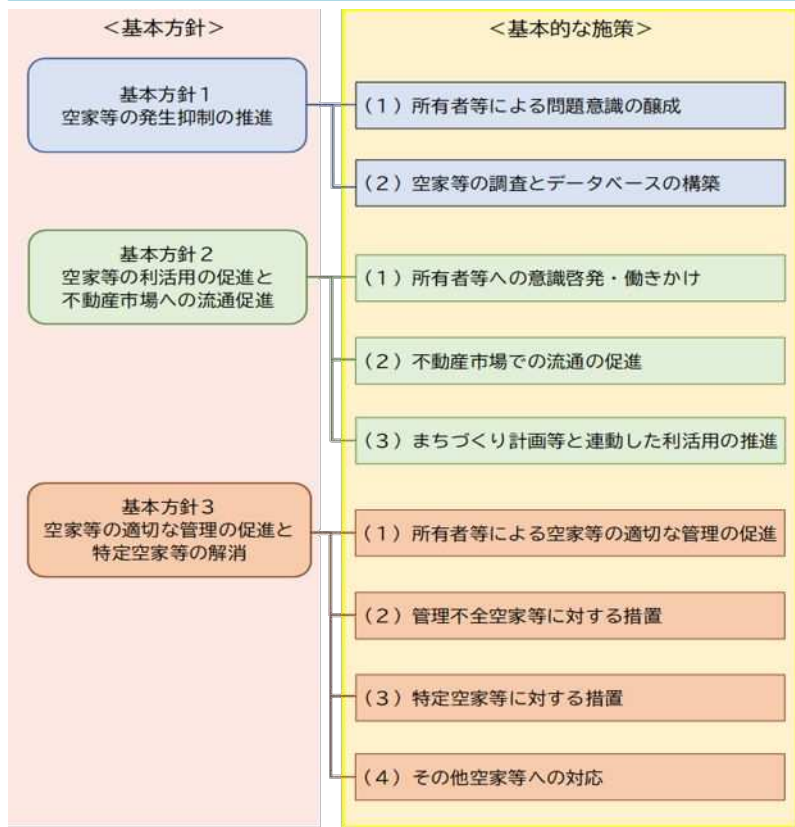 ＜基本方針＞
＜基本的な施策＞
基本方針１
空家等の発生抑制の推進
（１）所有者等による問題意識の醸成
（２）空家等の調査とデータベースの構築
基本方針２
空家等の利活用の促進と
不動産市場への流通促進
（１）所有者等への意識啓発・働きかけ
（２）不動産市場での流通の促進
（３）まちづくり計画等と連動した利活用の推進
基本方針３
空家等の適切な管理の促進と
特定空家等の解消
（１）所有者等による空家等の適切な管理の促進
（２）管理不全空家等に対する措置
（３）特定空家等に対する措置
（４）その他空家等への対応